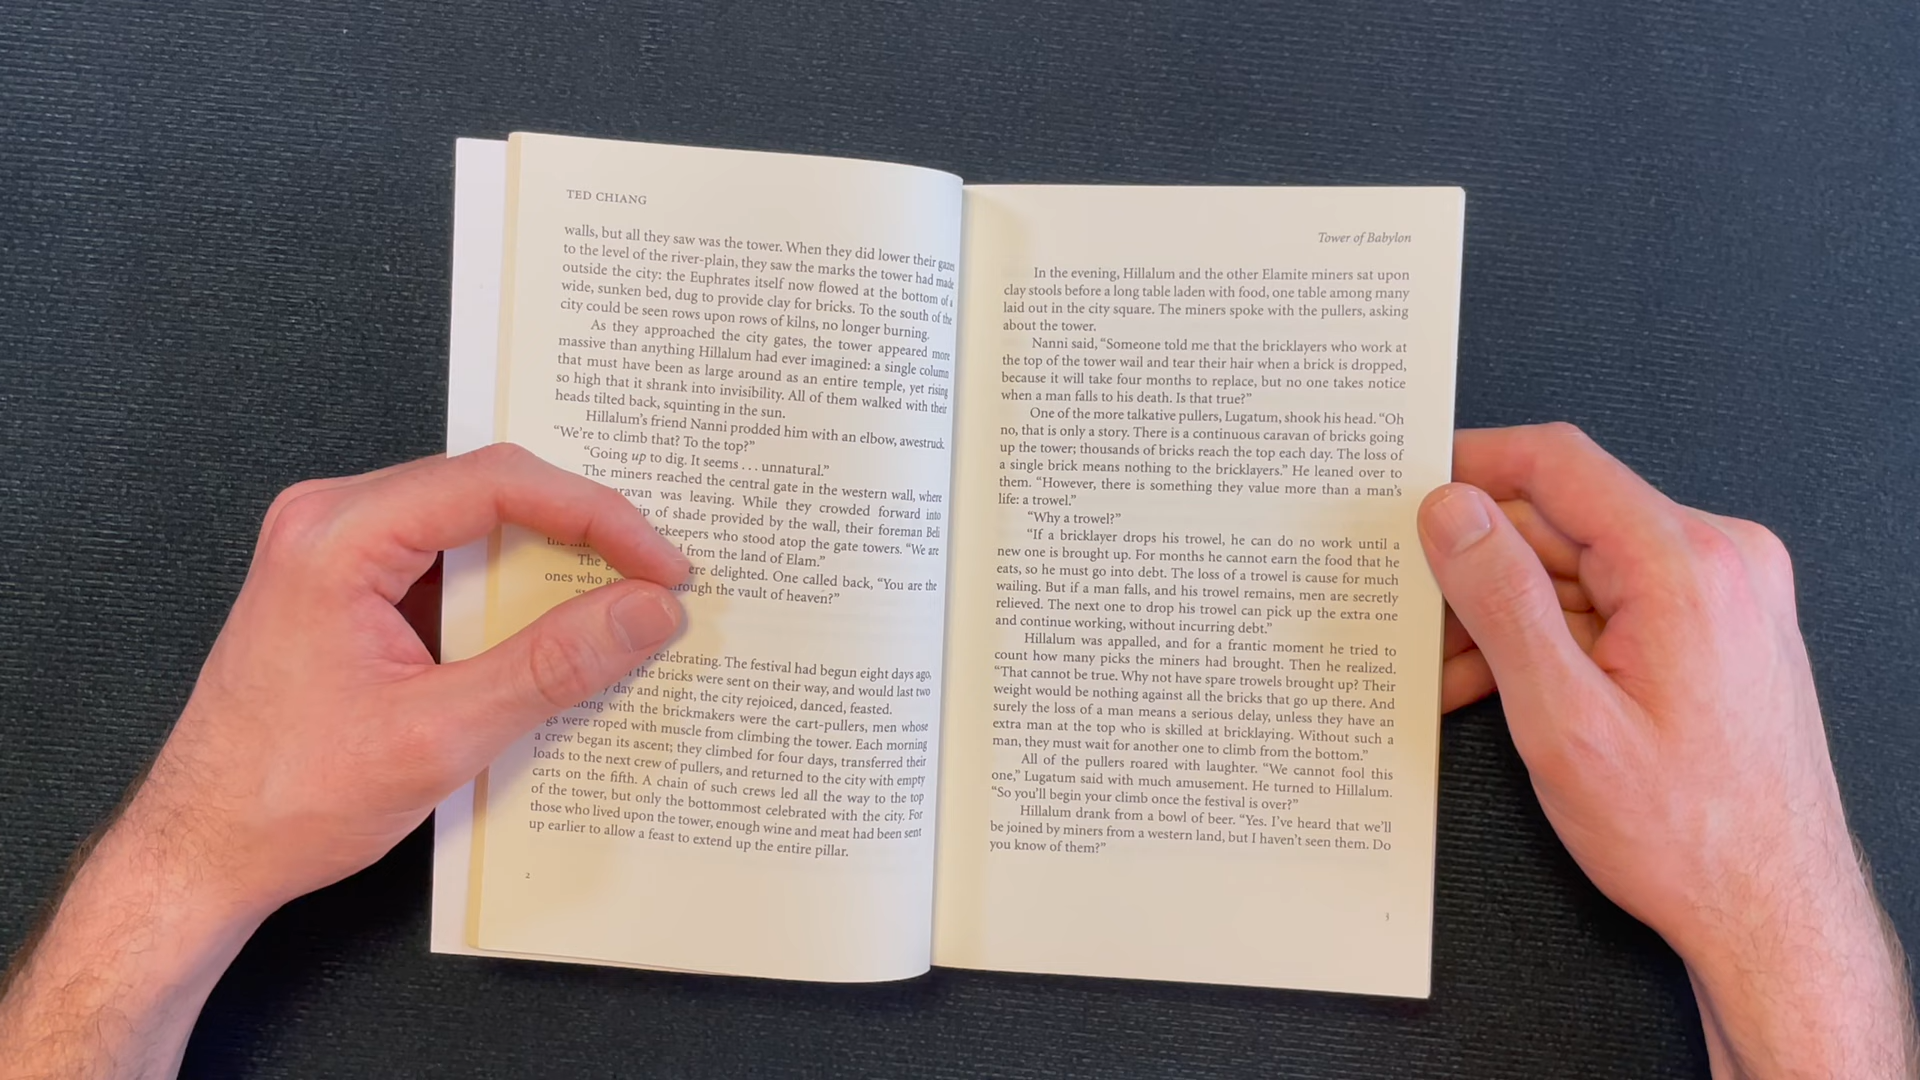 TED CHIANG
walls, but all they saw was the tower. When they did lower their gazes
to the level of the river-plain, they saw the marks the tower had made
outside the city: the Euphrates itself now flowed at the bottom of a
wide, sunken bed, dug to provide clay for bricks. To the south of the
city could be seen rows upon rows of kilns, no longer burning.
As they approached the city gates, the tower appeared more
massive than anything Hillalum had ever imagined: a single column
that must have been as large around as an entire temple, yet rising
so high that it shrank into invisibility. All of them walked with their
heads tilted back, squinting in the sun.
Hillalum's friend Nanni prodded him with an elbow, awestruck.
“We're to climb that? To the top?”
“Going up to dig. It seems . . . unnatural.”
The miners reached the central gate in the western wall, where
was leaving. While they crowded forward into
of shade provided by the wall, their foreman Beli
who stood atop the gate towers. “We are
from the land of Elam.”
The were delighted. One called back, “You are the
ones who through the vault of heaven?”
celebrating. The festival had begun eight days ago,
the bricks were sent on their way, and would last two
day and night, the city rejoiced, danced, feasted.
with the brickmakers were the cart-pullers, men whose
were roped with muscle from climbing the tower. Each morning
a crew began its ascent; they climbed for four days, transferred their
loads to the next crew of pullers, and returned to the city with empty
carts on the fifth. A chain of such crews led all the way to the top
of the tower, but only the bottommost celebrated with the city. For
those who lived upon the tower, enough wine and meat had been sent
up earlier to allow a feast to extend up the entire pillar.
2
Tower of Babylon
In the evening, Hillalum and the other Elamite miners sat upon
clay stools before a long table laden with food, one table among many
laid out in the city square. The miners spoke with the pullers, asking
about the tower.
Nanni said, “Someone told me that the bricklayers who work at
the top of the tower wail and tear their hair when a brick is dropped,
because it will take four months to replace, but no one takes notice
when a man falls to his death. Is that true?”
One of the more talkative pullers, Lugatum, shook his head. “Oh
no, that is only a story. There is a continuous caravan of bricks going
up the tower; thousands of bricks reach the top each day. The loss of
a single brick means nothing to the bricklayers.” He leaned over to
them. “However, there is something they value more than a man's
life: a trowel.”
“Why a trowel?”
“If a bricklayer drops his trowel, he can do no work until a
new one is brought up. For months he cannot earn the food that he
eats, so he must go into debt. The loss of a trowel is cause for much
wailing. But if a man falls, and his trowel remains, men are secretly
relieved. The next one to drop his trowel can pick up the extra one
and continue working, without incurring debt.”
Hillalum was appalled, and for a frantic moment he tried to
count how many picks the miners had brought. Then he realized.
“That cannot be true. Why not have spare trowels brought up? Their
weight would be nothing against all the bricks that go up there. And
surely the loss of a man means a serious delay, unless they have an
extra man at the top who is skilled at bricklaying. Without such a
man, they must wait for another one to climb from the bottom.”
All of the pullers roared with laughter. “We cannot fool this
one,” Lugatum said with much amusement. He turned to Hillalum.
“So you'll begin your climb once the festival is over?”
Hillalum drank from a bowl of beer. “Yes. I've heard that we'll
be joined by miners from a western land, but I haven't seen them. Do
you know of them?”
3